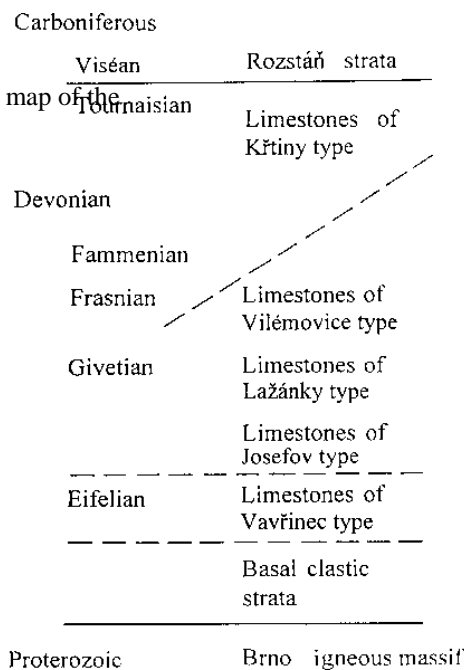 Carboniferous
Viséan Rozstáň strata
map of the
Tournaisian Limestones of
Křtiny type
Devonian
Fammenian
Frasnian Limestones of
Vilémovice type
Givetian Limestones of
Lažánky type
Limestones of
Josefov type
Eifelian Limestones of
Vavřinec type
Basal clastic
strata
Proterozoic Brno igneous massif